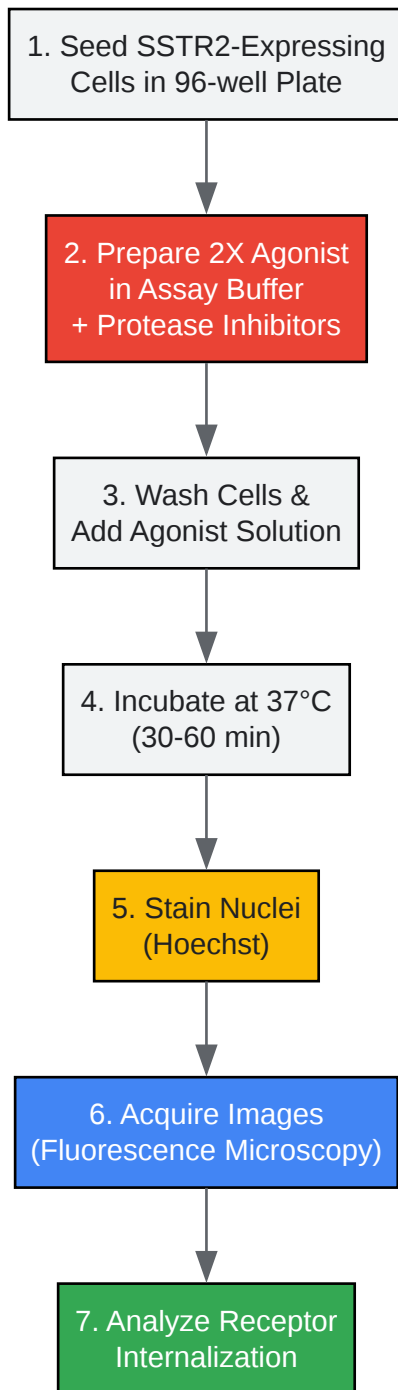 1. Seed SSTR2-Expressing
Cells in 96-well Plate
2. Prepare 2X Agonist
in Assay Buffer
+ Protease Inhibitors
3. Wash Cells &
Add Agonist Solution
4. Incubate at 37°C
(30-60 min)
5. Stain Nuclei
(Hoechst)
6. Acquire Images
(Fluorescence Microscopy)
7. Analyze Receptor
Internalization